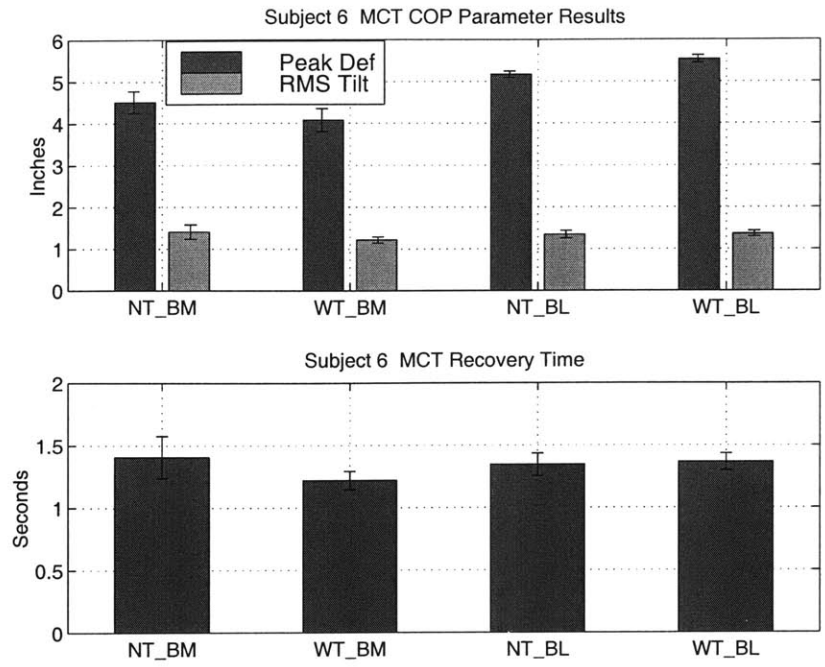 Subject 6 MCT COP Parameter Results
6
5
4
3
2
1
0
Inches
Peak Def
RMS Tilt
NT_BM WT_BM NT_BL WT_BL
Subject 6 MCT Recovery Time
2
1.5
1
0.5
0
Seconds
NT_BM WT_BM NT_BL WT_BL